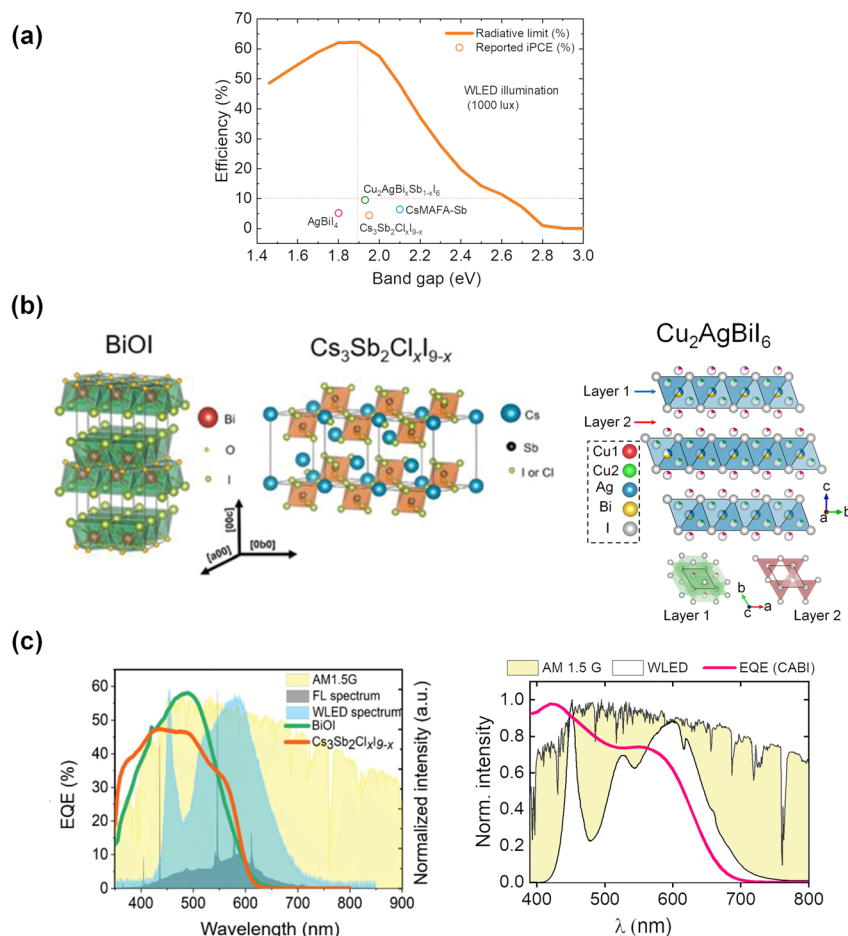 (a)
70
60
50
40
30
20
10
0
Efficiency (%)
Radiative limit (%)
Reported iPCE (%)
WLED illumination
(1000 lux)
Cu2AgBixSb1-xI6
CsMAFA-Sb
AgBiI4
Cs3Sb2ClxI9-x
1.4 1.6 1.8 2.0 2.2 2.4 2.6 2.8 3.0
Band gap (eV)
(b)
BiOI
Bi
O
I
Cs3Sb2ClxI9-x
Cs
Sb
I or Cl
[00c]
[a00]
[0b0]
Cu2AgBiI6
Layer 1
Layer 2
Cu1
Cu2
Ag
Bi
I
c
a
b
b
c
a
Layer 1
Layer 2
(c)
60
50
40
30
20
10
0
EQE (%)
AM1.5G
FL spectrum
WLED spectrum
BiOI
Cs3Sb2ClxI9-x
Normalized intensity (a.u.)
400 500 600 700 800 900
Wavelength (nm)
AM 1.5 G
WLED
EQE (CABI)
1.0
0.8
0.6
0.4
0.2
0.0
Norm. intensity
400 500 600 700 800
λ (nm)